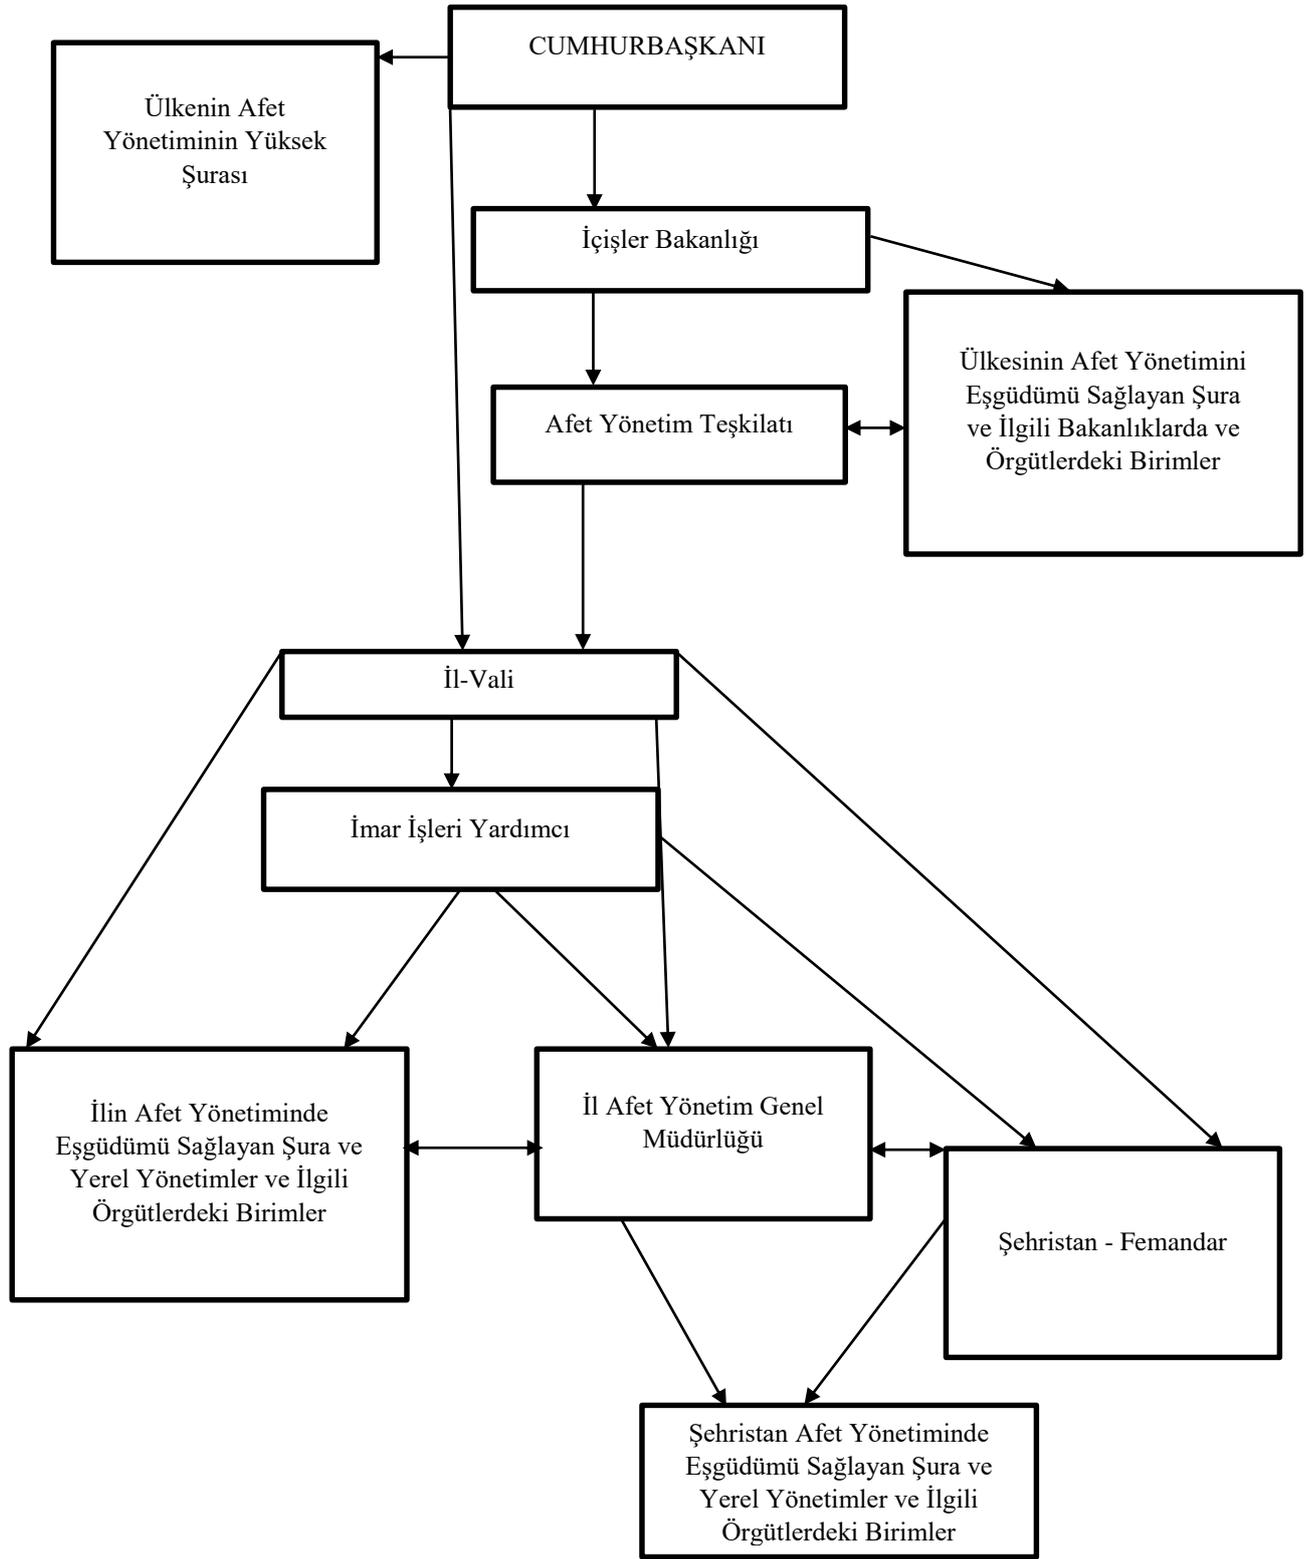 CUMHURBAŞKANI
Ülkenin Afet
Yönetiminin Yüksek
Şurası
İçişler Bakanlığı
Ülkesinin Afet Yönetimini
Eşgüdümü Sağlayan Şura
ve İlgili Bakanlıklarda ve
Örgütlerdeki Birimler
Afet Yönetim Teşkilatı
İl-Vali
İmar İşleri Yardımcı
İlin Afet Yönetiminde
Eşgüdümü Sağlayan Şura ve
Yerel Yönetimler ve İlgili
Örgütlerdeki Birimler
İl Afet Yönetim Genel
Müdürlüğü
Şehristan - Femandar
Şehristan Afet Yönetiminde
Eşgüdümü Sağlayan Şura ve
Yerel Yönetimler ve İlgili
Örgütlerdeki Birimler